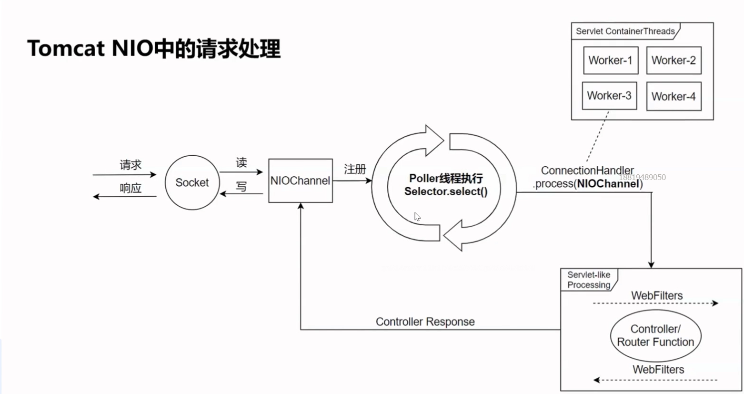 Tomcat NIO中的请求处理
Servlet ContainerThreads
Worker-1
Worker-2
Worker-3
Worker-4
请求
响应
Socket
读
写
NIOChannel
注册
Poller线程执行
Selector.select()
ConnectionHandler
.process(NIOChannel)
18819489050
Servlet-like
Processing
WebFilters
Controller/
Router Function
WebFilters
Controller Response